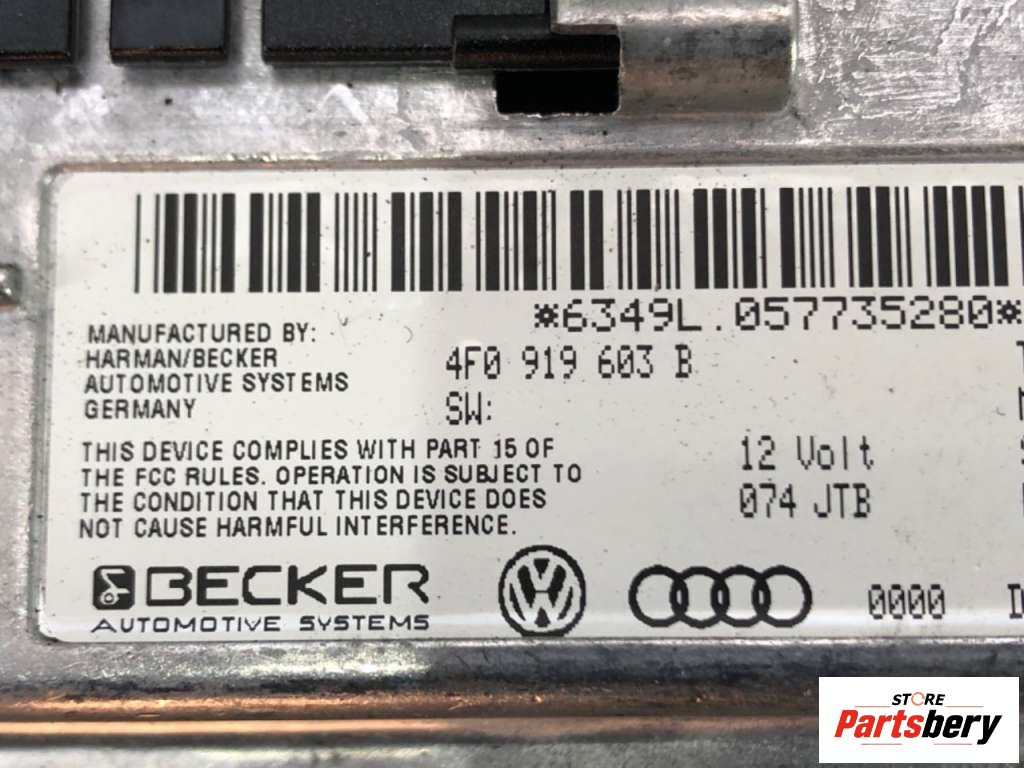 *6349L.057735280*
MANUFACTURED BY:
HARMAN/BECKER
AUTOMOTIVE SYSTEMS
GERMANY
4F0 919 603 B
SW:
THIS DEVICE COMPLIES WITH PART 15 OF
THE FCC RULES. OPERATION IS SUBJECT TO
THE CONDITION THAT THIS DEVICE DOES
NOT CAUSE HARMFUL INTERFERENCE.
12 Volt
074 JTB
BECKER
AUTOMOTIVE SYSTEMS
0000
STORE
Partsbery